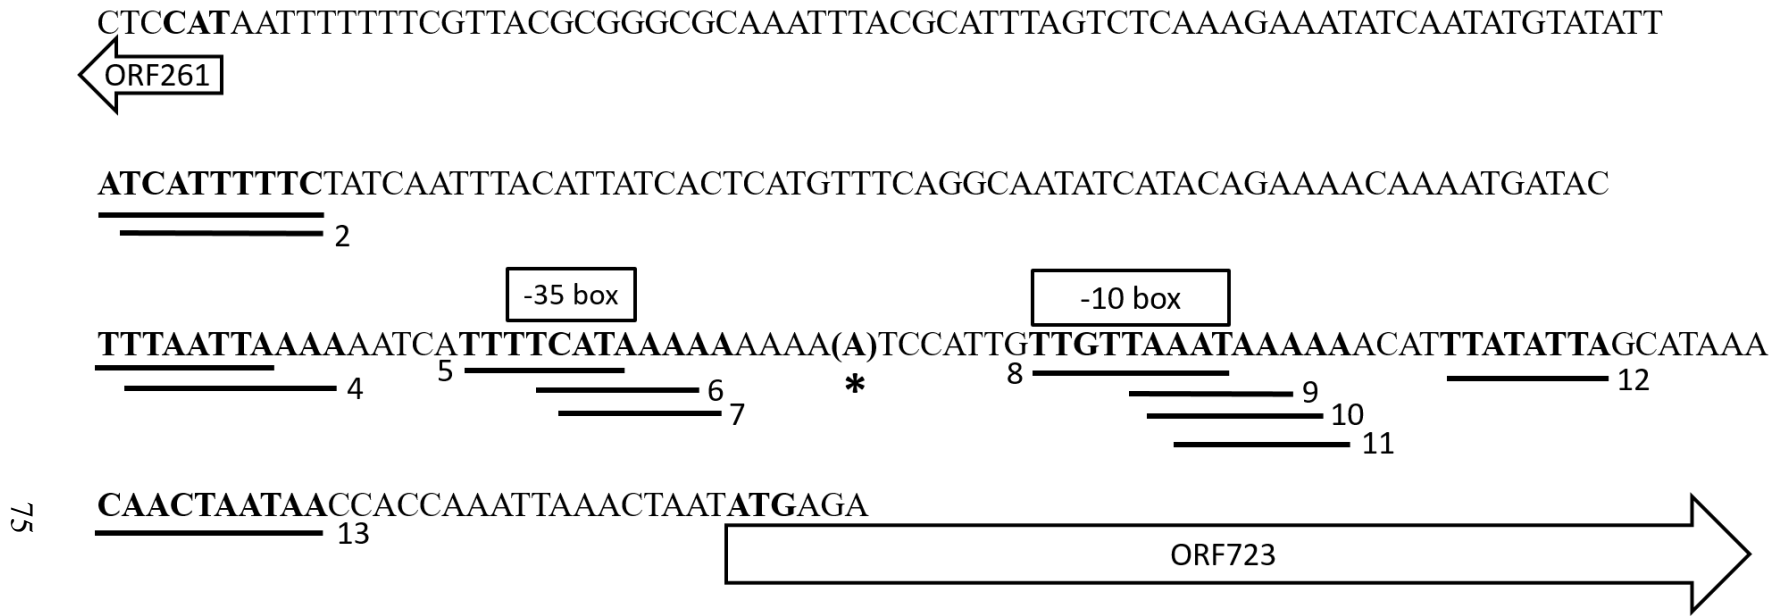 CTCCATAATTTTTTTCGTTACGCGGGCGCAAATTTACGCATTTAGTCTCAAAGAAATATCAATATGTATATT
ORF261
ATCATTTTTCTATCAATTTACATTATCACTCATGTTTCAGGCAATATCATACAGAAAACAAAATGATAC
2
-35 box -10 box
TTTAATTAAAAAATCATTTTCATAAAAAAAAA(A)TCCATTGTTGTTAAATAAAAAACATTTATATTAGCATAAA
4 5 6 7 * 8 9 10 11 12
CAACTAATAACCACCAAATTAAACTAATATGAGA
13
ORF723
75